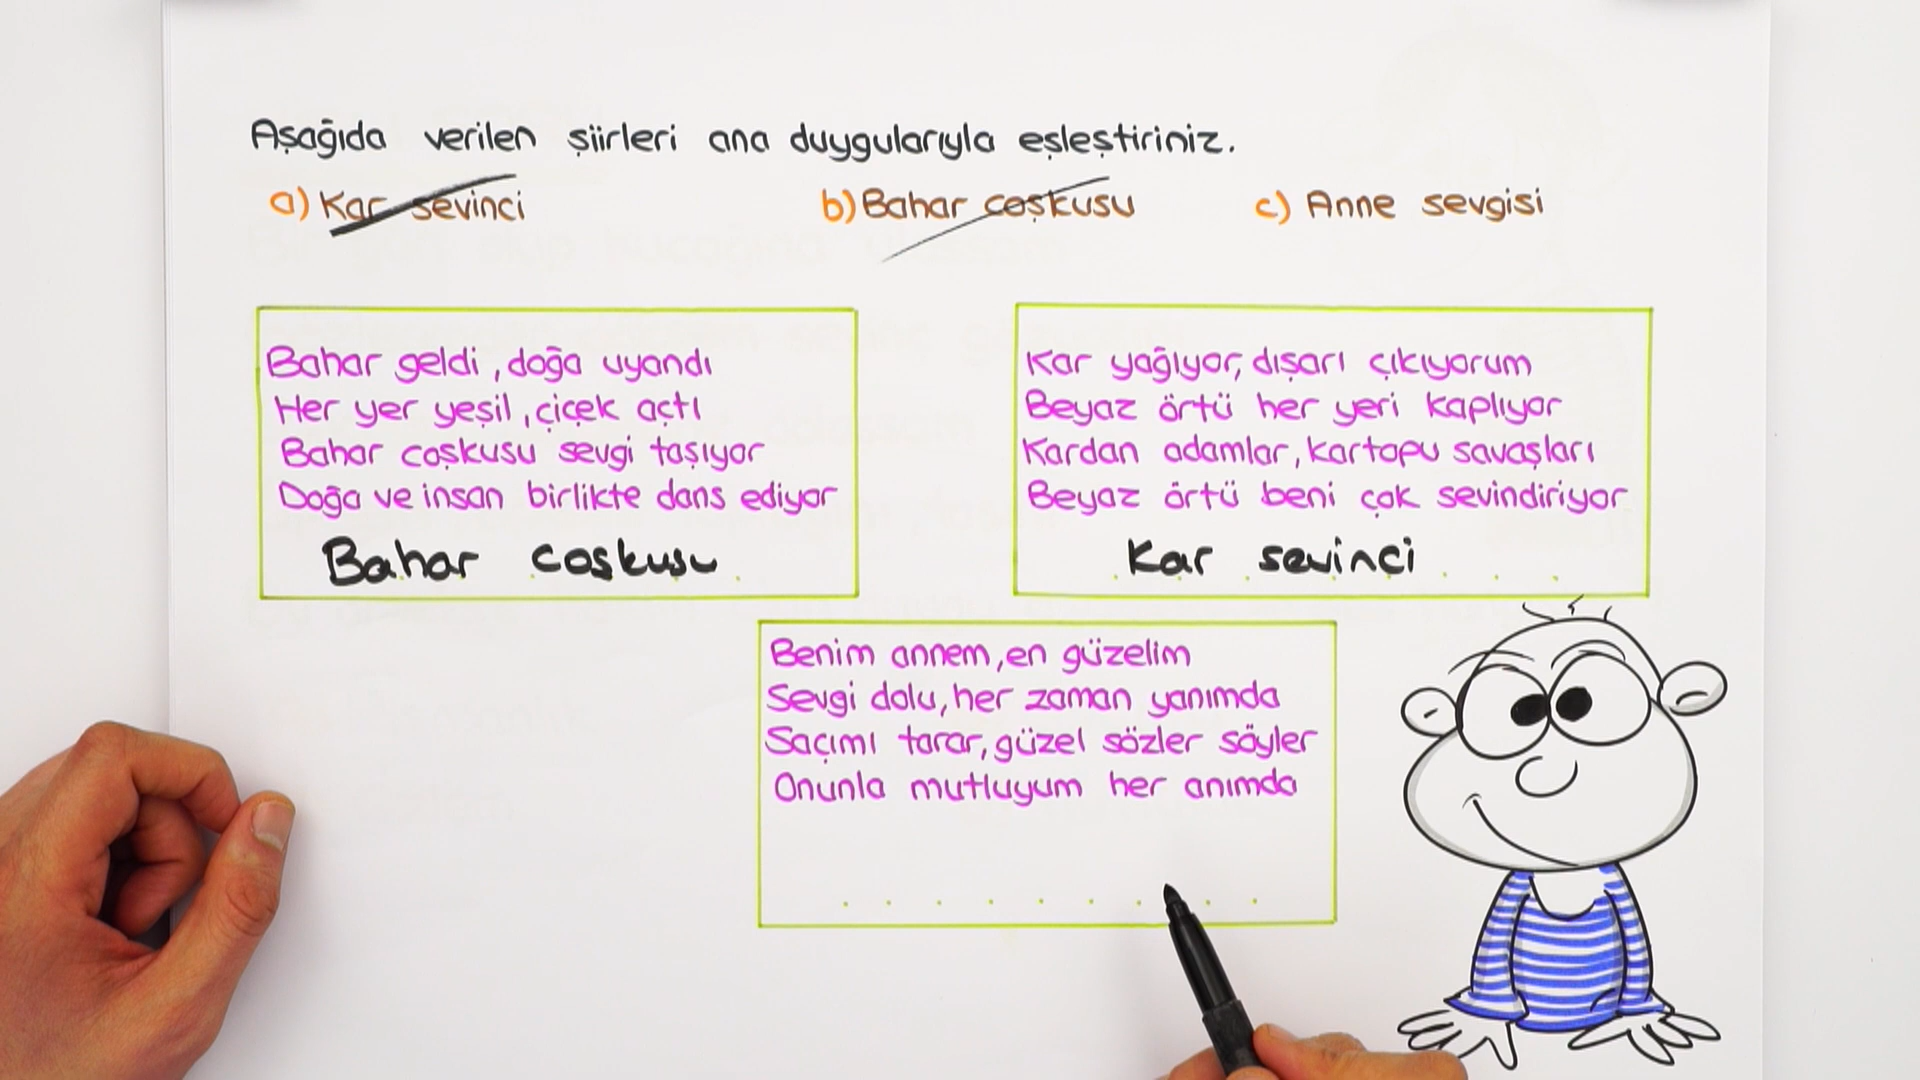 Aşağıda verilen şiirleri ana duygularıyla eşleştiriniz.
a) Kar sevinci b) Bahar coşkusu c) Anne sevgisi
Bahar geldi, doğa uyandı
Her yer yeşil, çiçek açtı
Bahar coşkusu sevgi taşıyor
Doğa ve insan birlikte dans ediyor
Bahar coşkusu
Kar yağıyor, dışarı çıkıyorum
Beyaz örtü her yeri kaplıyor
Kardan adamlar, kartopu savaşları
Beyaz örtü beni çok sevindiriyor
Kar sevinci
Benim annem, en güzelim
Sevgi dolu, her zaman yanımda
Saçımı tarar, güzel sözler söyler
Onunla mutluyum her anımda